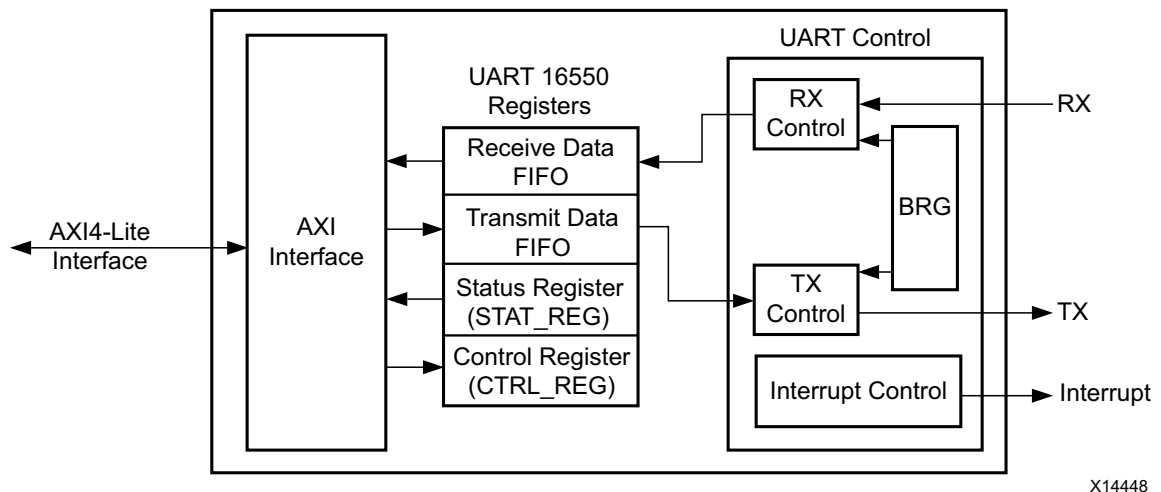 UART Control
UART 16550
Registers
RX
Control
RX
Receive Data
FIFO
BRG
AXI4-Lite
Interface
AXI
Interface
Transmit Data
FIFO
Status Register
(STAT_REG)
TX
Control
TX
Control Register
(CTRL_REG)
Interrupt Control
Interrupt
X14448